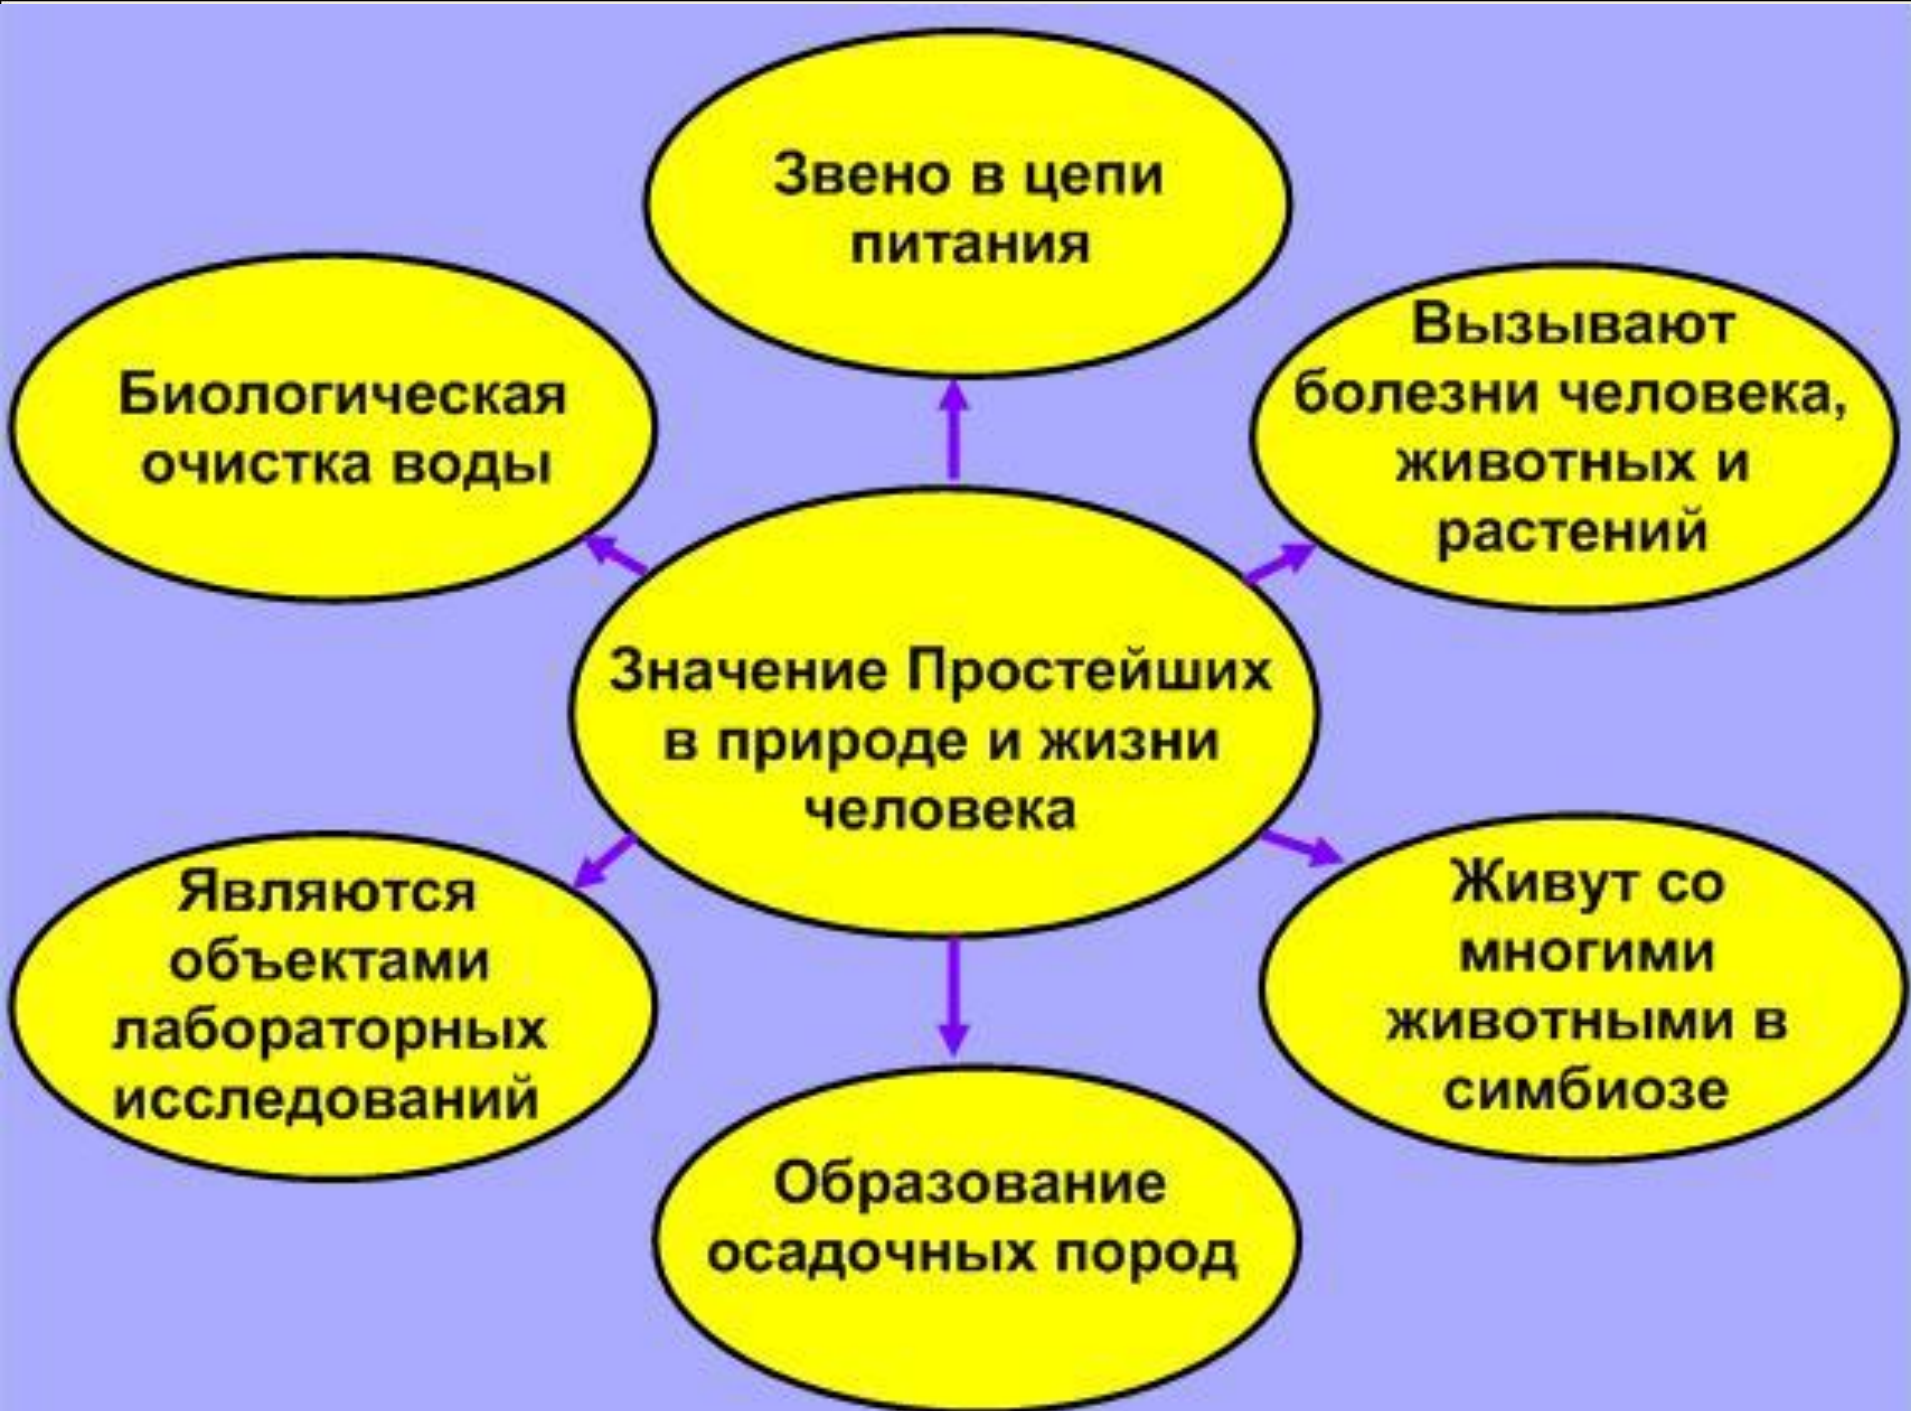 Звено в цепи
питания
Биологическая
очистка воды
Вызывают
болезни человека,
животных и
растений
Значение Простейших
в природе и жизни
человека
Являются
объектами
лабораторных
исследований
Живут со
многими
животными в
симбиозе
Образование
осадочных пород